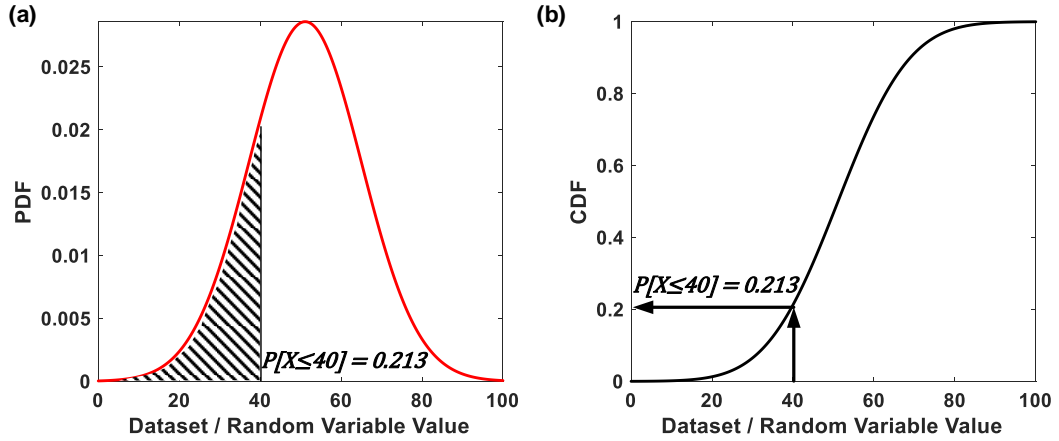 (a)
PDF
0.025
0.02
0.015
0.01
0.005
0
P[X≤40] = 0.213
0 20 40 60 80 100
Dataset / Random Variable Value
(b)
CDF
1
0.8
0.6
0.4
0.2
0
P[X≤40] = 0.213
0 20 40 60 80 100
Dataset / Random Variable Value